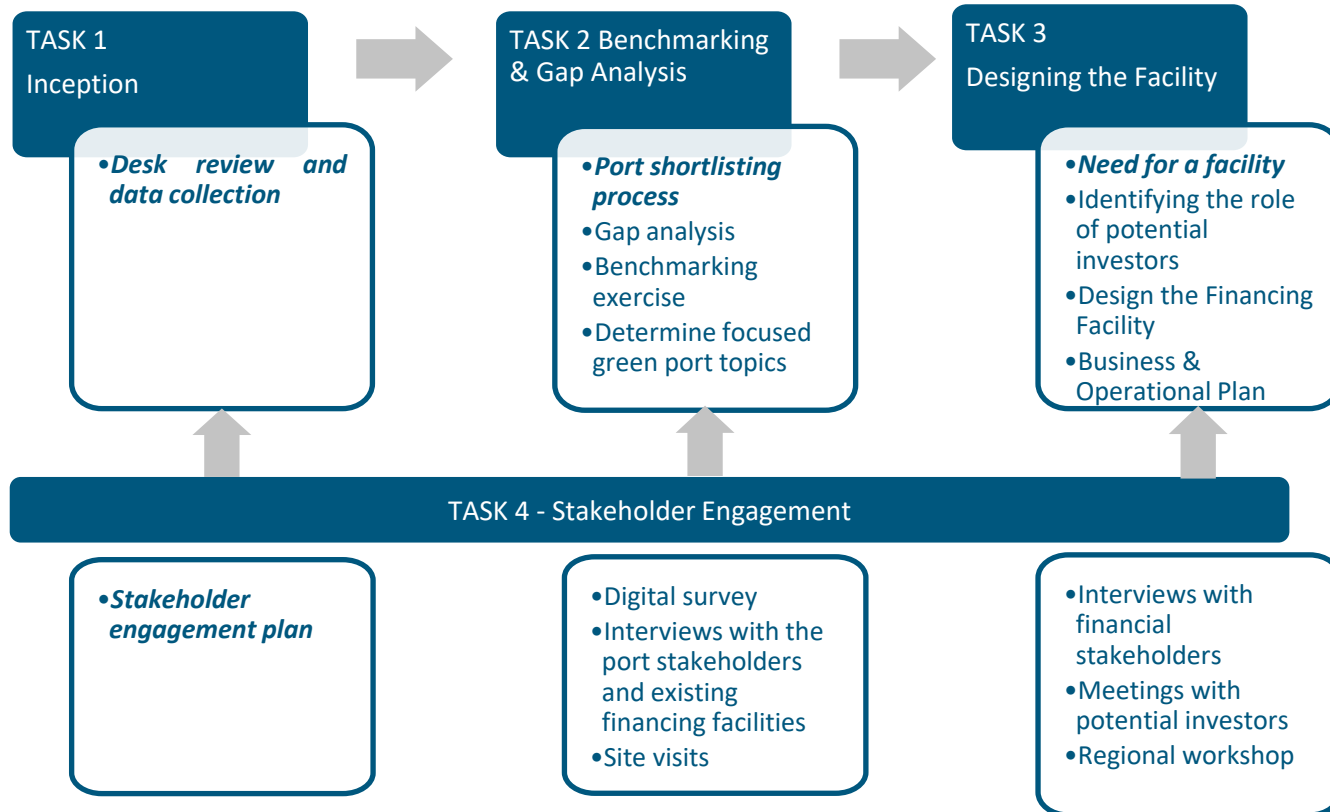 TASK 1
Inception
•Desk review and
data collection
TASK 2 Benchmarking
& Gap Analysis
•Port shortlisting
process
•Gap analysis
•Benchmarking
exercise
•Determine focused
green port topics
TASK 3
Designing the Facility
•Need for a facility
•Identifying the role
of potential
investors
•Design the Financing
Facility
•Business &
Operational Plan
TASK 4 - Stakeholder Engagement
•Stakeholder
engagement plan
•Digital survey
•Interviews with the
port stakeholders
and existing
financing facilities
•Site visits
•Interviews with
financial
stakeholders
•Meetings with
potential investors
•Regional workshop